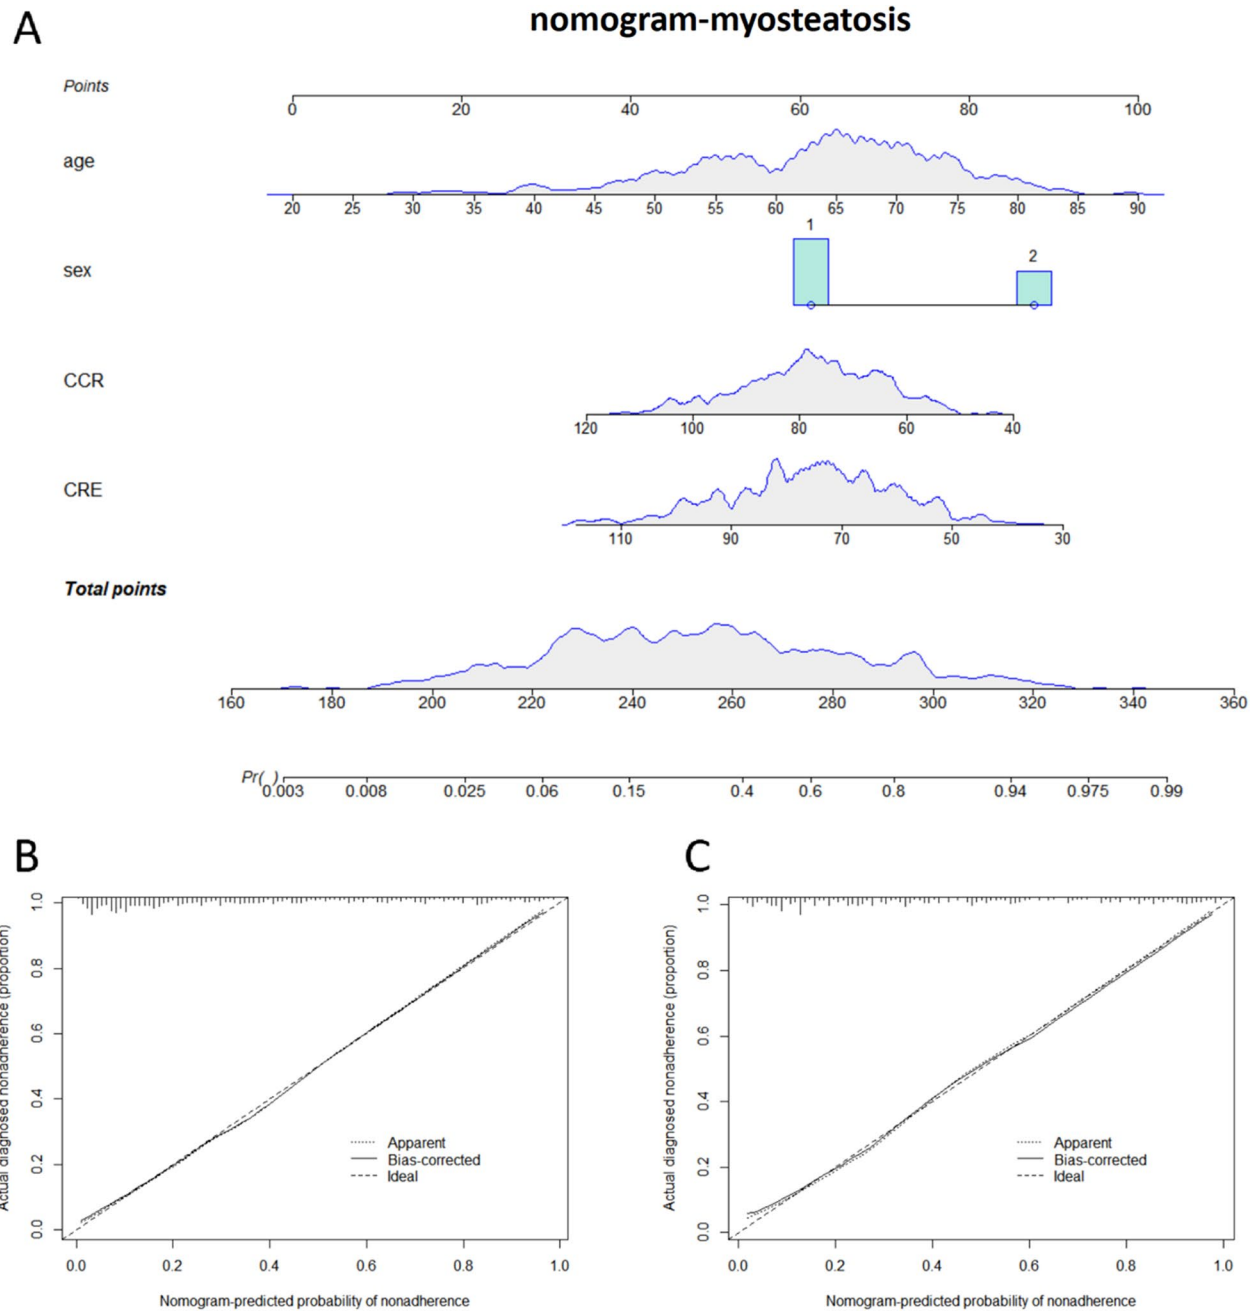 A
nomogram-myosteatosis
Points
0 20 40 60 80 100
age
20 25 30 35 40 45 50 55 60 65 70 75 80 85 90
sex
1
2
CCR
120 100 80 60 40
CRE
110 90 70 50 30
Total points
160 180 200 220 240 260 280 300 320 340 360
Pr( )
0.003 0.008 0.025 0.06 0.15 0.4 0.6 0.8 0.94 0.975 0.99
B
Actual diagnosed nonadherence (proportion)
1.0
0.8
0.6
0.4
0.2
0.0
Apparent
Bias-corrected
Ideal
0.0 0.2 0.4 0.6 0.8 1.0
Nomogram-predicted probability of nonadherence
C
Actual diagnosed nonadherence (proportion)
1.0
0.8
0.6
0.4
0.2
0.0
Apparent
Bias-corrected
Ideal
0.0 0.2 0.4 0.6 0.8 1.0
Nomogram-predicted probability of nonadherence